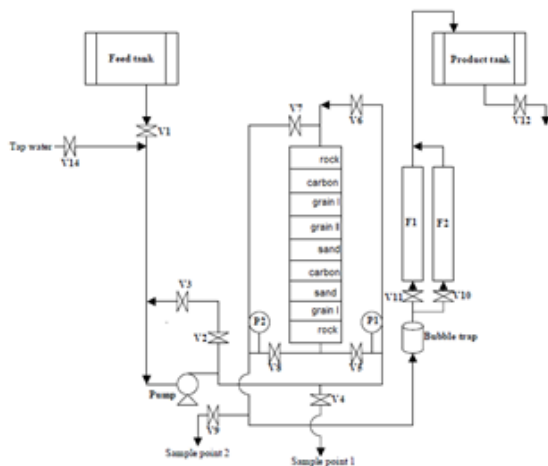 Feed tank
Product tank
V1
V7
V6
V12
Tap water
V14
rock
carbon
grain I
grain II
sand
carbon
sand
grain I
rock
F1
F2
V3
V11
V10
P2
P1
V2
Bubble trap
V8
V5
Pump
V4
V9
Sample point 2
Sample point 1